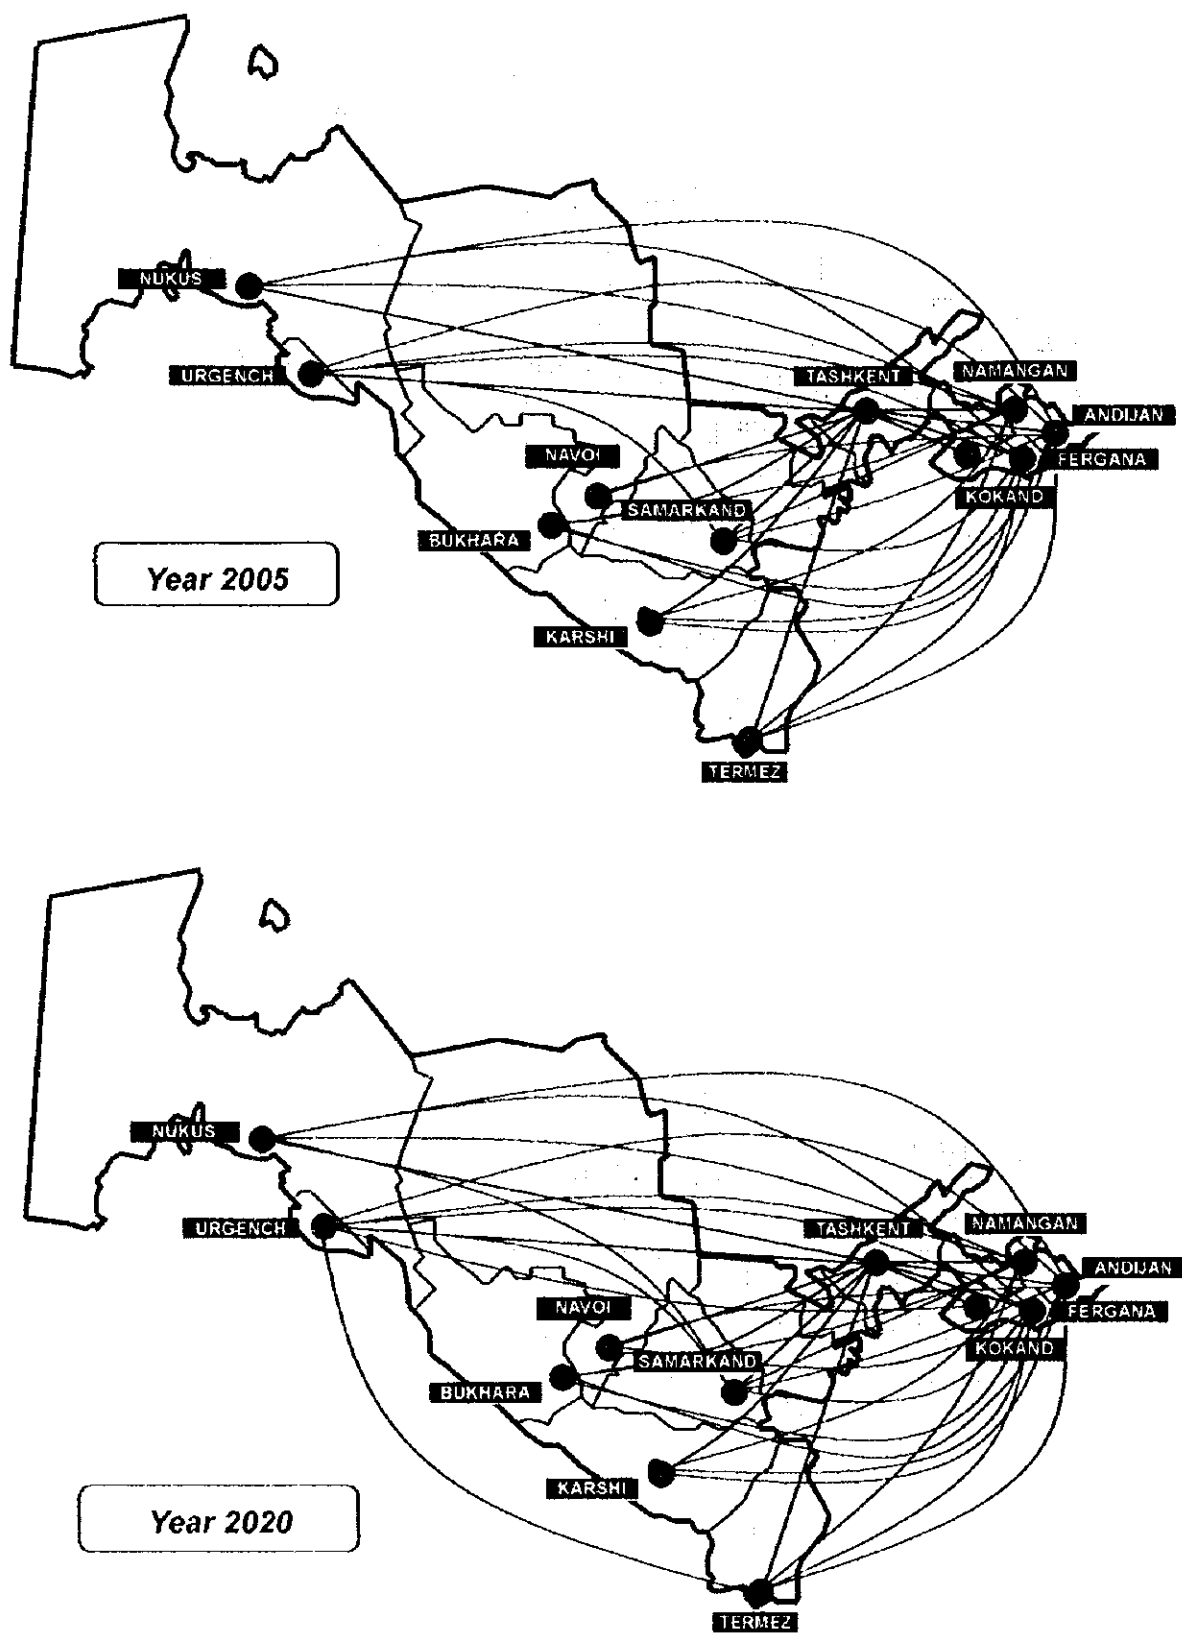 NUKUS
URGENCH
TASHKENT
NAMANGAN
ANDIJAN
NAVOI
FERGANA
SAMARKAND
KOKAND
BUKHARA
Year 2005
KARSHI
TERMEZ
NUKUS
URGENCH
TASHKENT
NAMANGAN
ANDIJAN
NAVOI
FERGANA
KOKAND
SAMARKAND
BUKHARA
KARSHI
Year 2020
TERMEZ